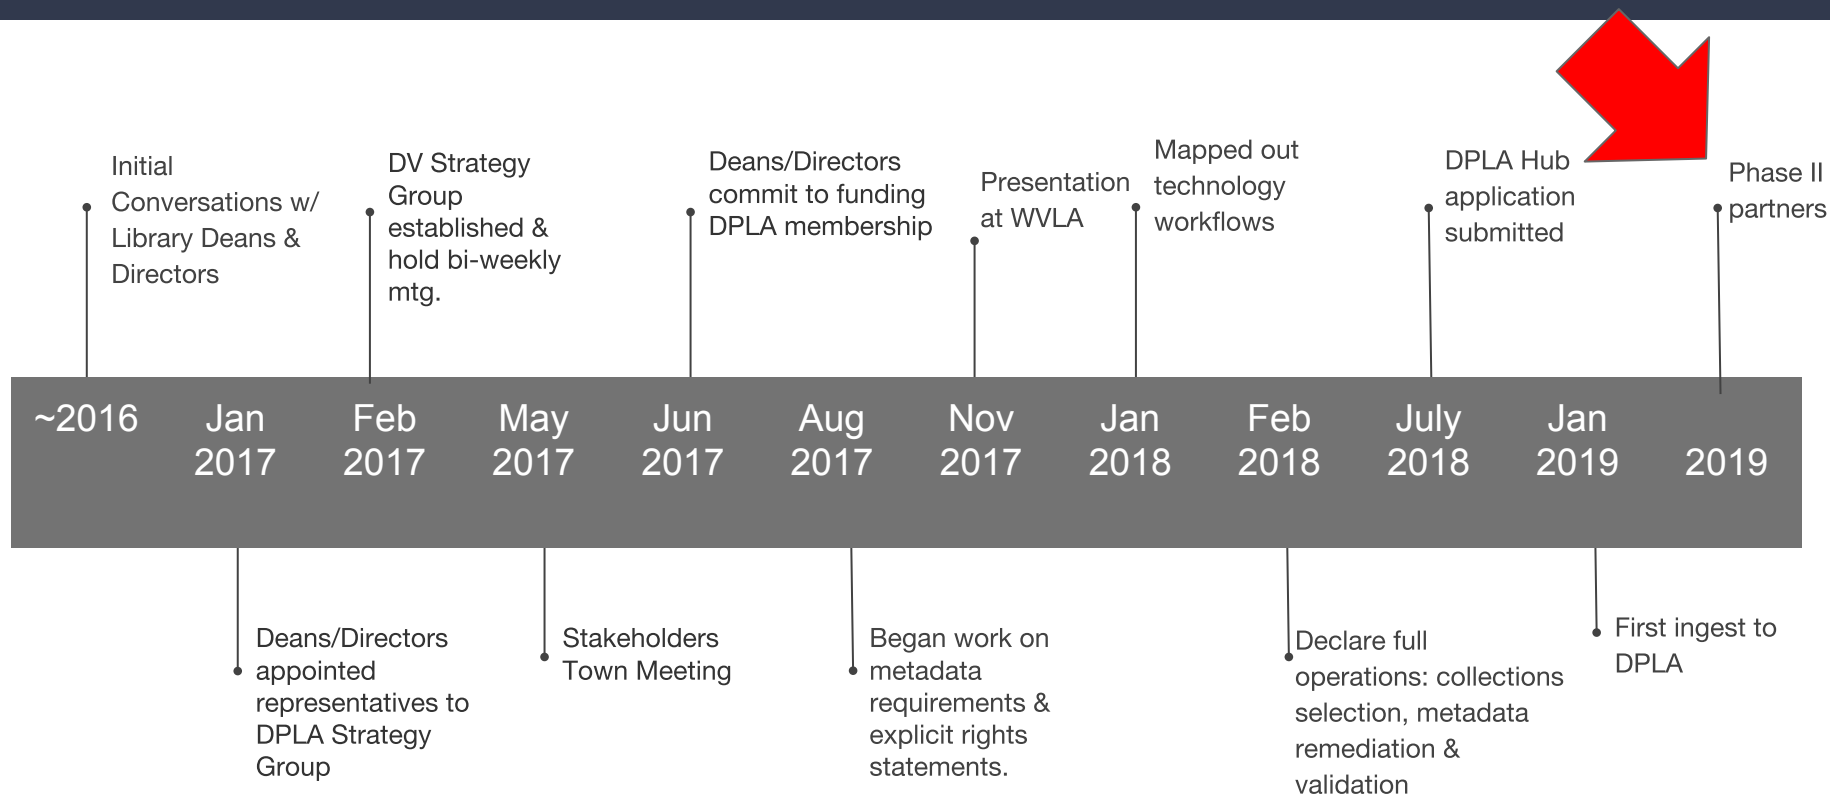 Initial
Conversations w/
Library Deans &
Directors
DV Strategy
Group
established &
hold bi-weekly
mtg.
Deans/Directors
commit to funding
DPLA membership
Presentation
at WVLA
Mapped out
technology
workflows
DPLA Hub
application
submitted
Phase II
partners
~2016
Jan
2017
Feb
2017
May
2017
Jun
2017
Aug
2017
Nov
2017
Jan
2018
Feb
2018
July
2018
Jan
2019
2019
Deans/Directors
appointed
representatives to
DPLA Strategy
Group
Stakeholders
Town Meeting
Began work on
metadata
requirements &
explicit rights
statements.
Declare full
operations: collections
selection, metadata
remediation &
validation
First ingest to
DPLA